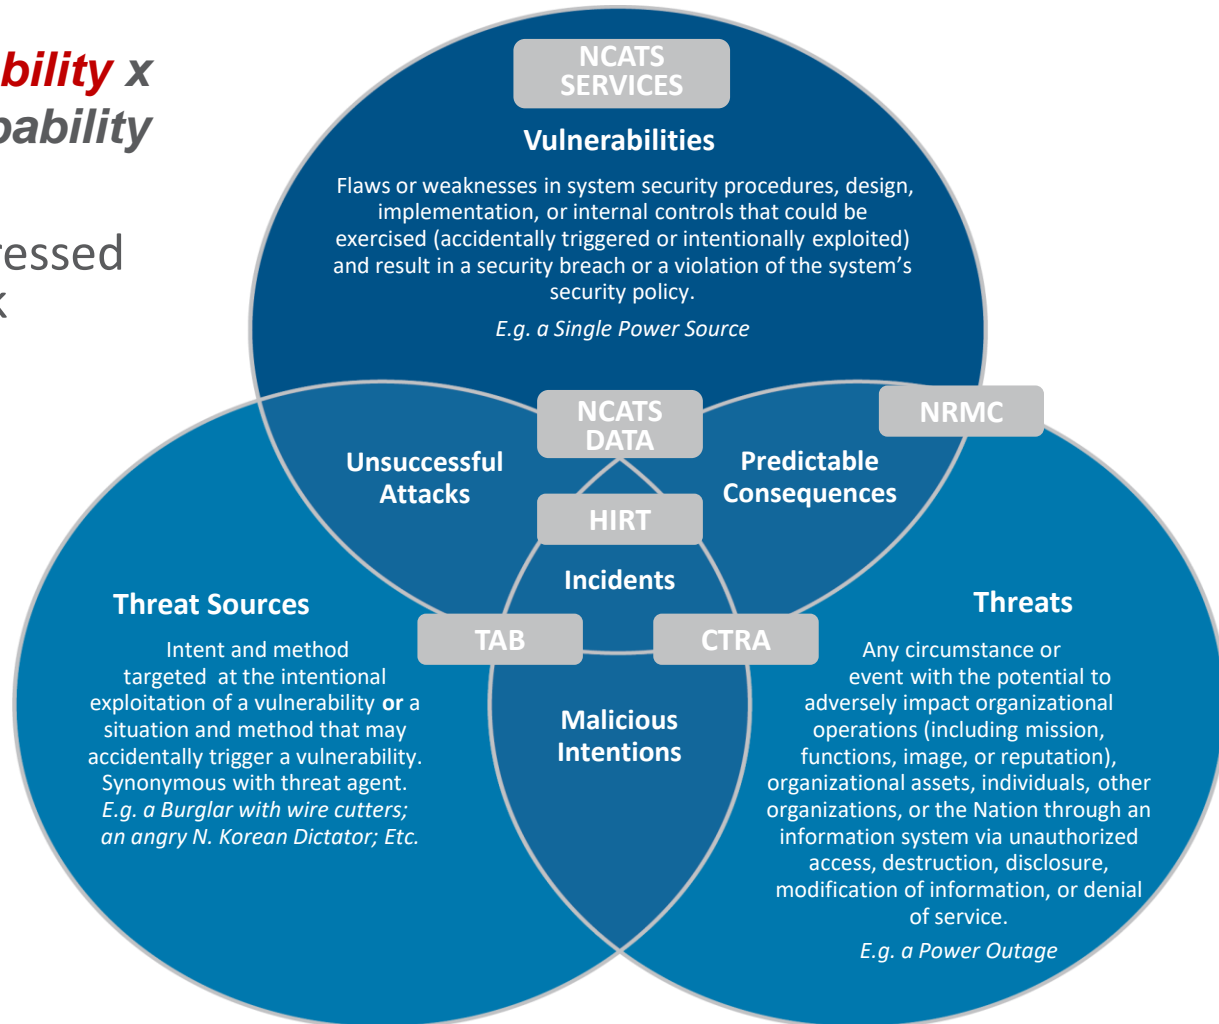 bility x
bability
ressed
NCATS
SERVICES
Vulnerabilities
Flaws or weaknesses in system security procedures, design,
implementation, or internal controls that could be
exercised (accidentally triggered or intentionally exploited)
and result in a security breach or a violation of the system's
security policy.
E.g. a Single Power Source
NCATS
DATA
NRMC
Unsuccessful
Attacks
Predictable
Consequences
HIRT
Incidents
TAB
CTRA
Threat Sources
Intent and method
targeted at the intentional
exploitation of a vulnerability or a
situation and method that may
accidentally trigger a vulnerability.
Synonymous with threat agent.
E.g. a Burglar with wire cutters;
an angry N. Korean Dictator; Etc.
Malicious
Intentions
Threats
Any circumstance or
event with the potential to
adversely impact organizational
operations (including mission,
functions, image, or reputation),
organizational assets, individuals, other
organizations, or the Nation through an
information system via unauthorized
access, destruction, disclosure,
modification of information, or denial
of service.
E.g. a Power Outage